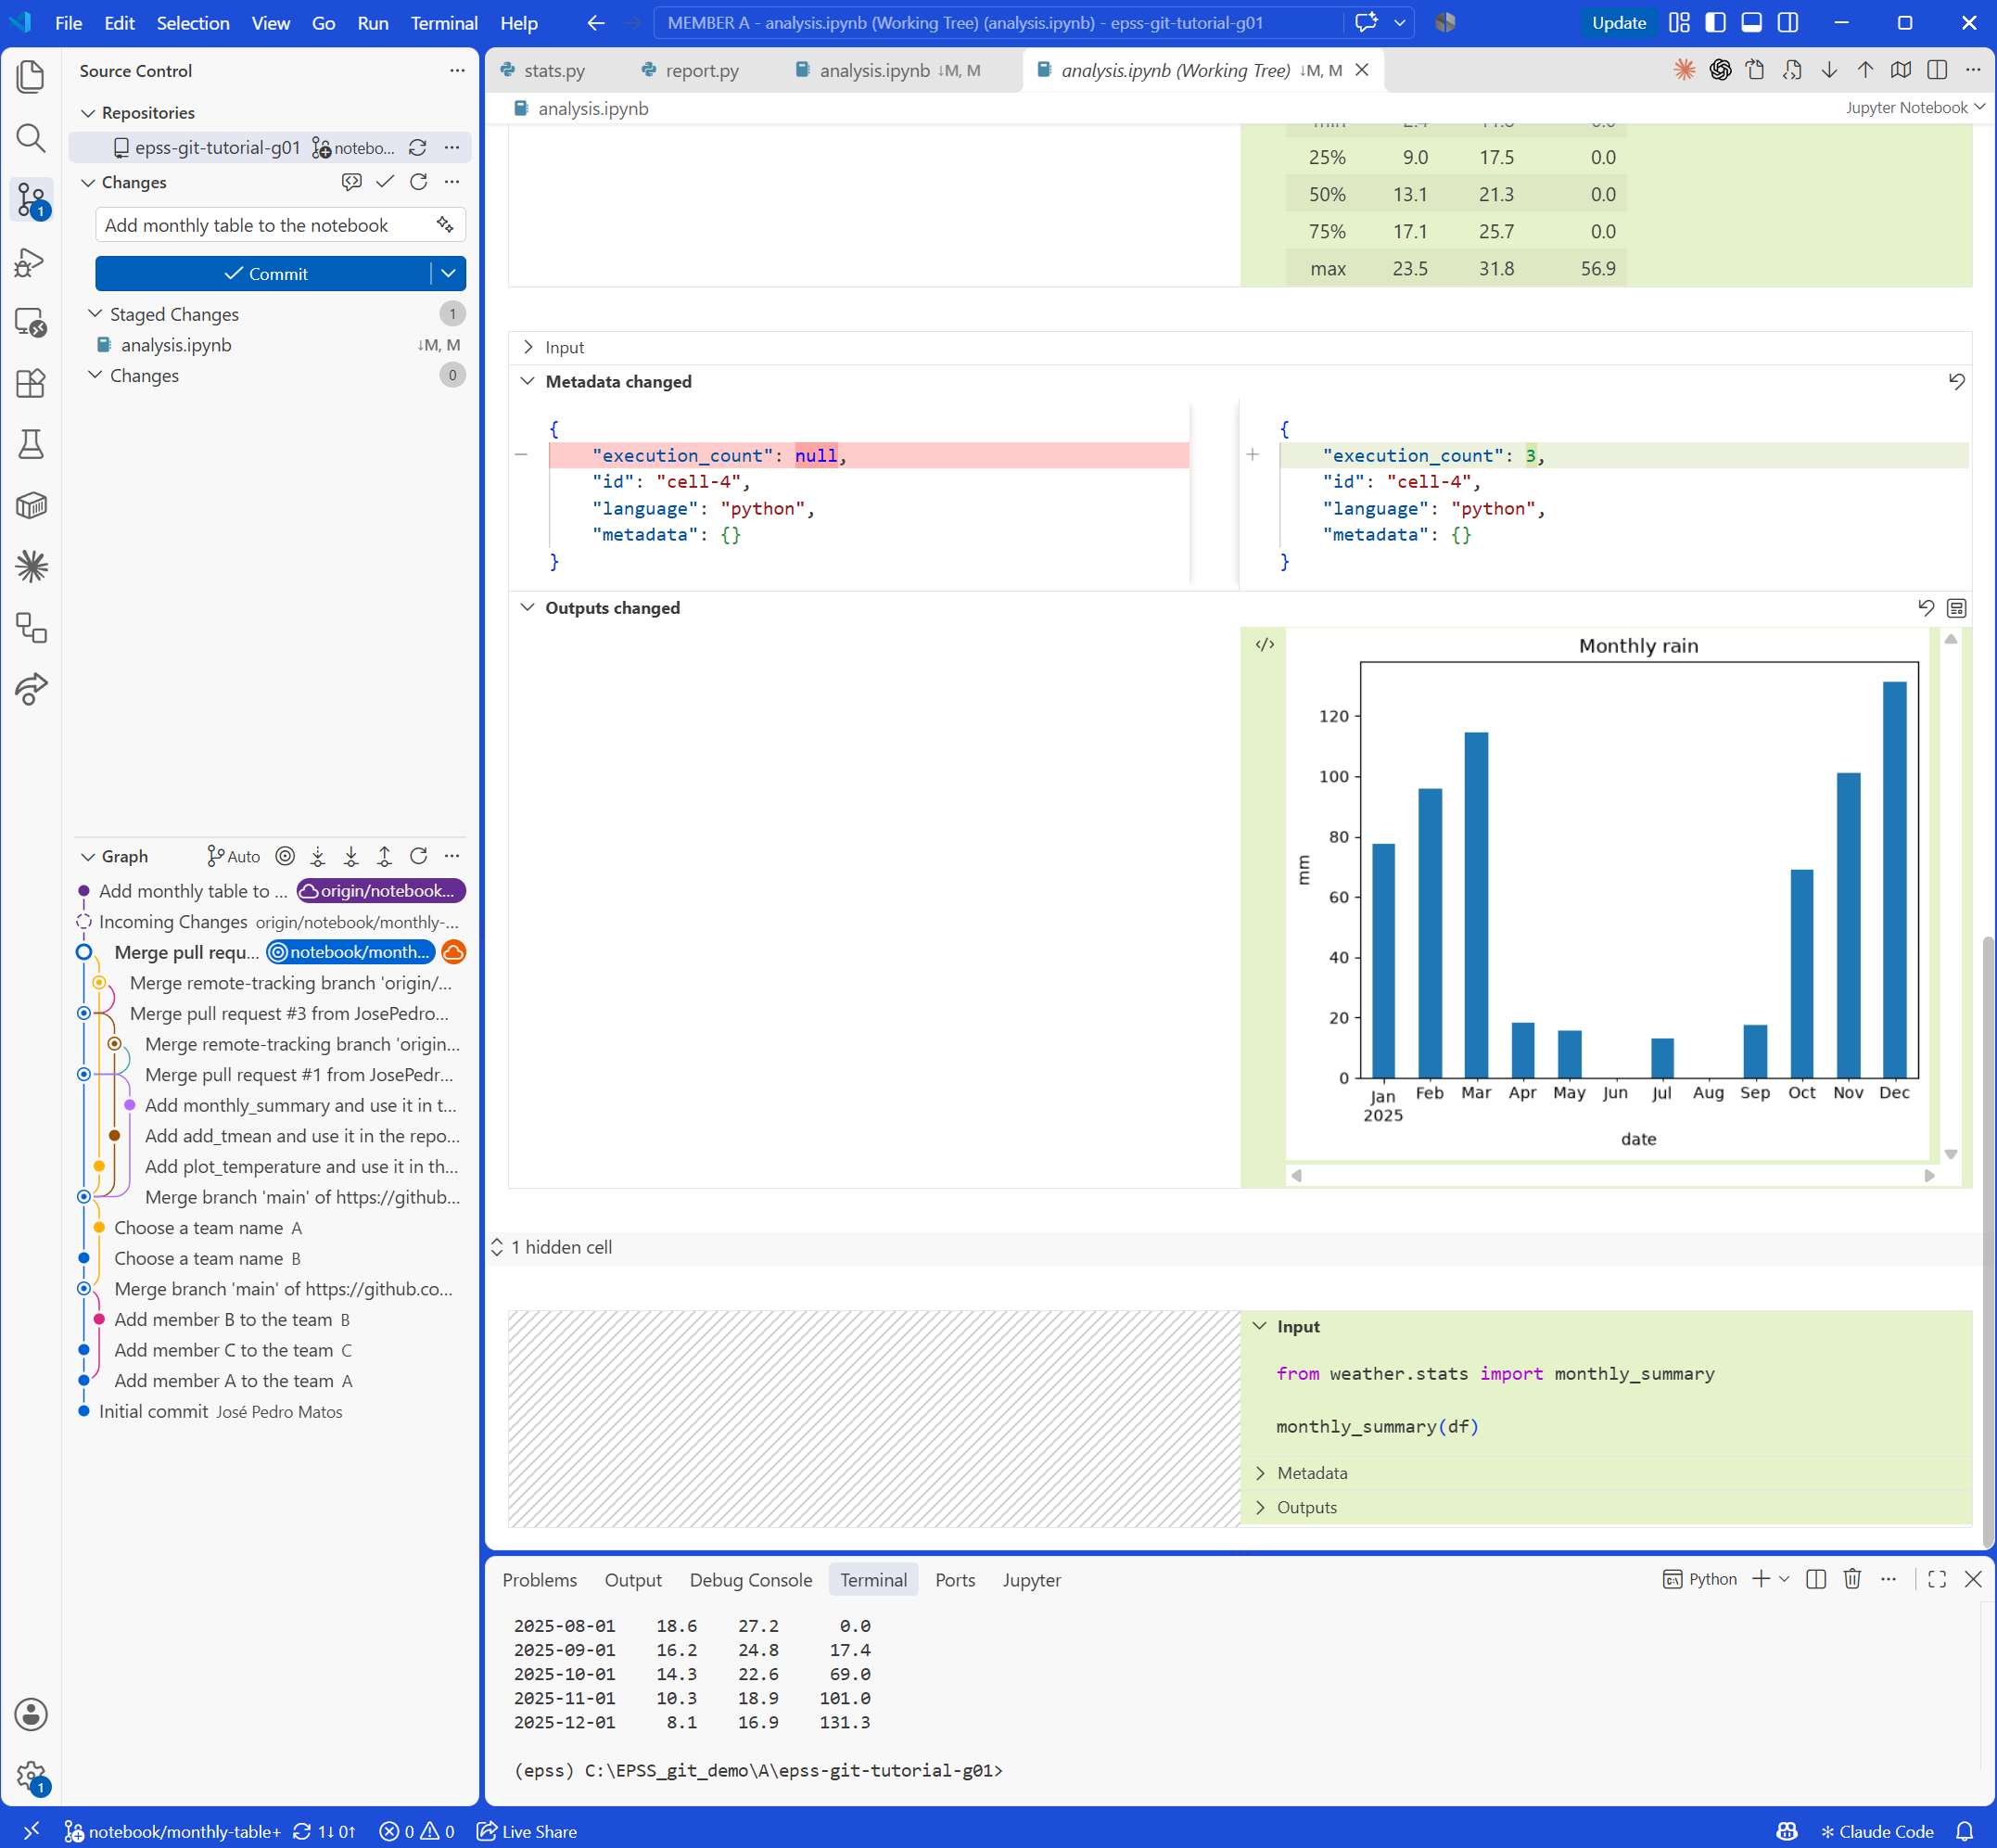 File Edit Selection View Go Run Terminal Help
MEMBER A - analysis.ipynb (Working Tree) (analysis.ipynb) - epss-git-tutorial-g01
Update
Source Control
Repositories
epss-git-tutorial-g01 notebo...
Changes
Add monthly table to the notebook
Commit
Staged Changes 1
analysis.ipynb ↓M, M
Changes 0
Graph Auto
Add monthly table to ... origin/notebook...
Incoming Changes origin/notebook/monthly-...
Merge pull requ... notebook/month...
Merge remote-tracking branch 'origin/...
Merge pull request #3 from JosePedro...
Merge remote-tracking branch 'origin...
Merge pull request #1 from JosePedr...
Add monthly_summary and use it in t...
Add add_tmean and use it in the repo...
Add plot_temperature and use it in th...
Merge branch 'main' of https://github...
Choose a team name A
Choose a team name B
Merge branch 'main' of https://github.co...
Add member B to the team B
Add member C to the team C
Add member A to the team A
Initial commit José Pedro Matos
stats.py report.py analysis.ipynb ↓M, M analysis.ipynb (Working Tree) ↓M, M
analysis.ipynb
Jupyter Notebook
25% 9.0 17.5 0.0
50% 13.1 21.3 0.0
75% 17.1 25.7 0.0
max 23.5 31.8 56.9
Input
Metadata changed
{
"execution_count": null,
"id": "cell-4",
"language": "python",
"metadata": {}
}
{
"execution_count": 3,
"id": "cell-4",
"language": "python",
"metadata": {}
}
Outputs changed
Monthly rain
120
100
80
60
40
20
0
mm
Jan Feb Mar Apr May Jun Jul Aug Sep Oct Nov Dec
2025
date
1 hidden cell
Input
from weather.stats import monthly_summary
monthly_summary(df)
Metadata
Outputs
Problems Output Debug Console Terminal Ports Jupyter
Python
2025-08-01 18.6 27.2 0.0
2025-09-01 16.2 24.8 17.4
2025-10-01 14.3 22.6 69.0
2025-11-01 10.3 18.9 101.0
2025-12-01 8.1 16.9 131.3
(epss) C:\EPSS_git_demo\A\epss-git-tutorial-g01>
1
1
notebook/monthly-table+ 1↓ 0↑ 0 0 Live Share
Claude Code